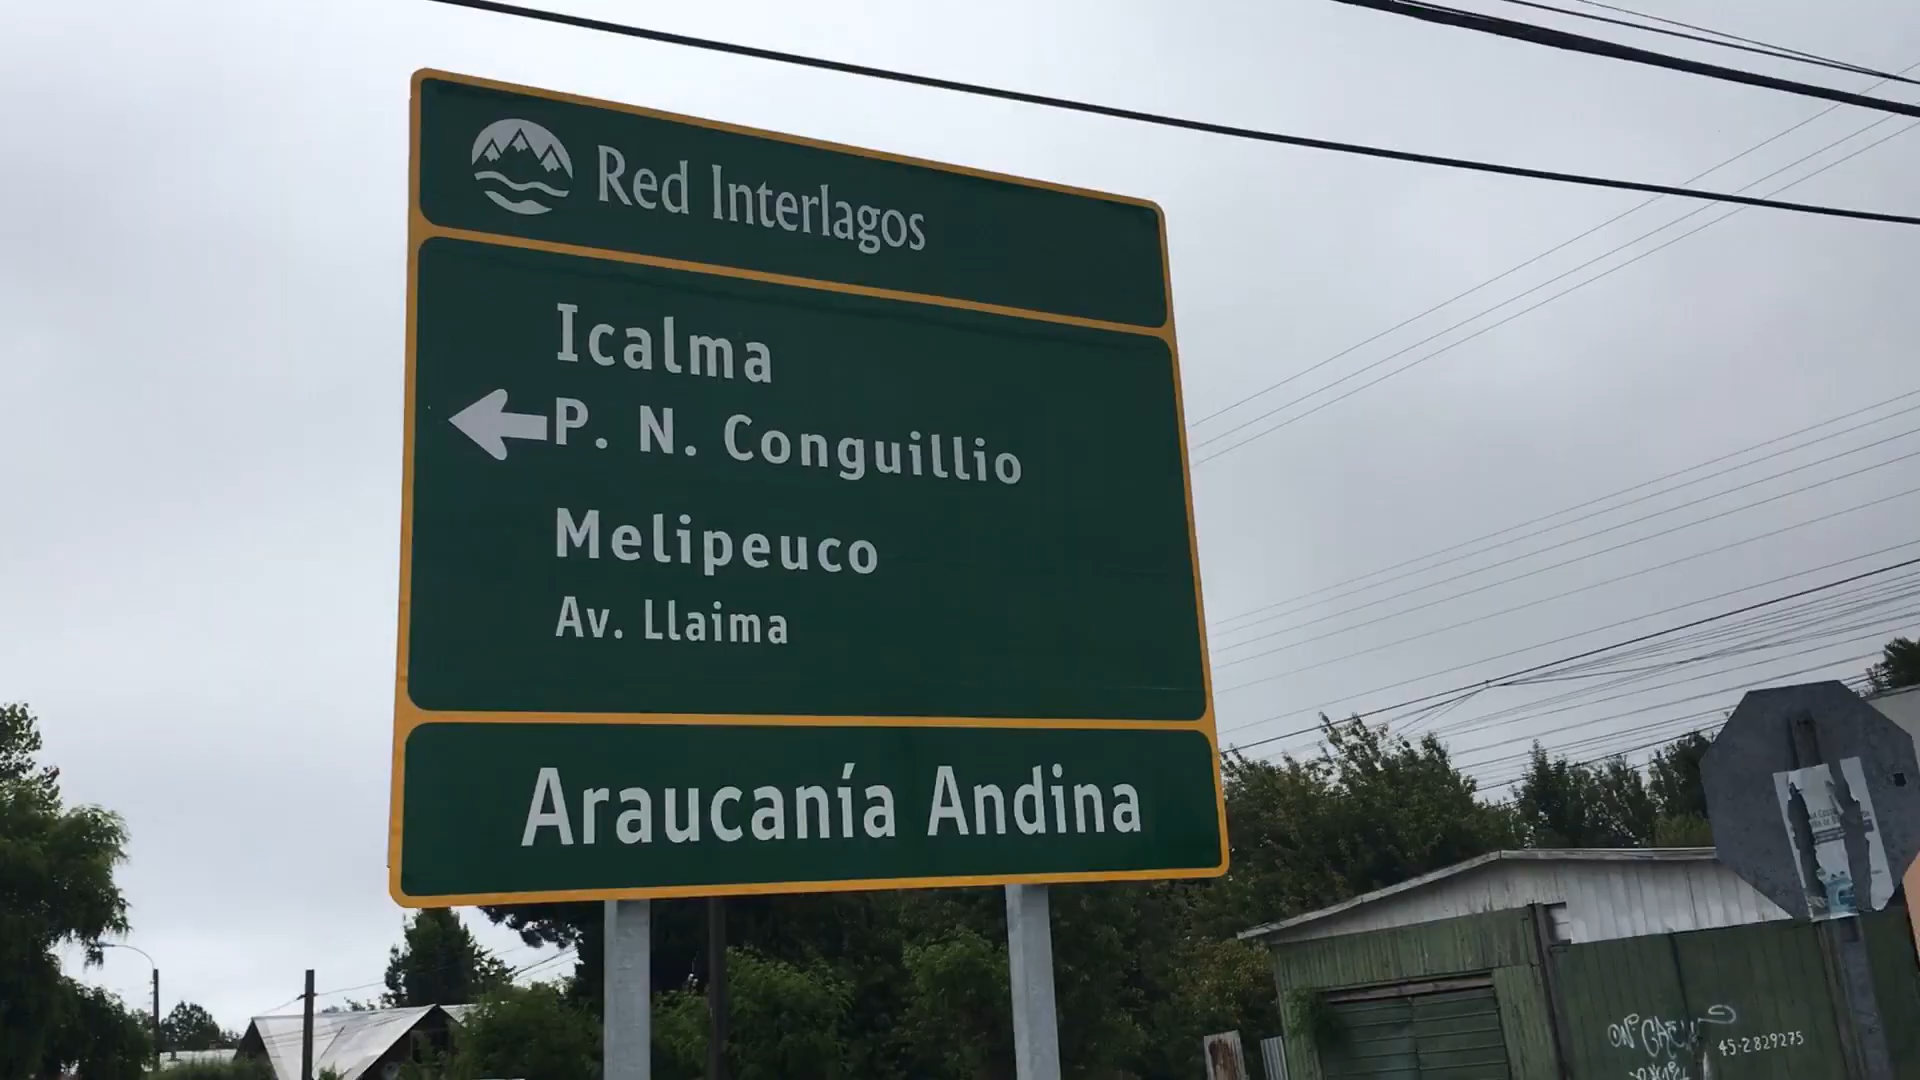 Red Interlagos
Icalma
P. N. Conguillio
Melipeuco
Av. Llaima
Araucanía Andina
45-2829275